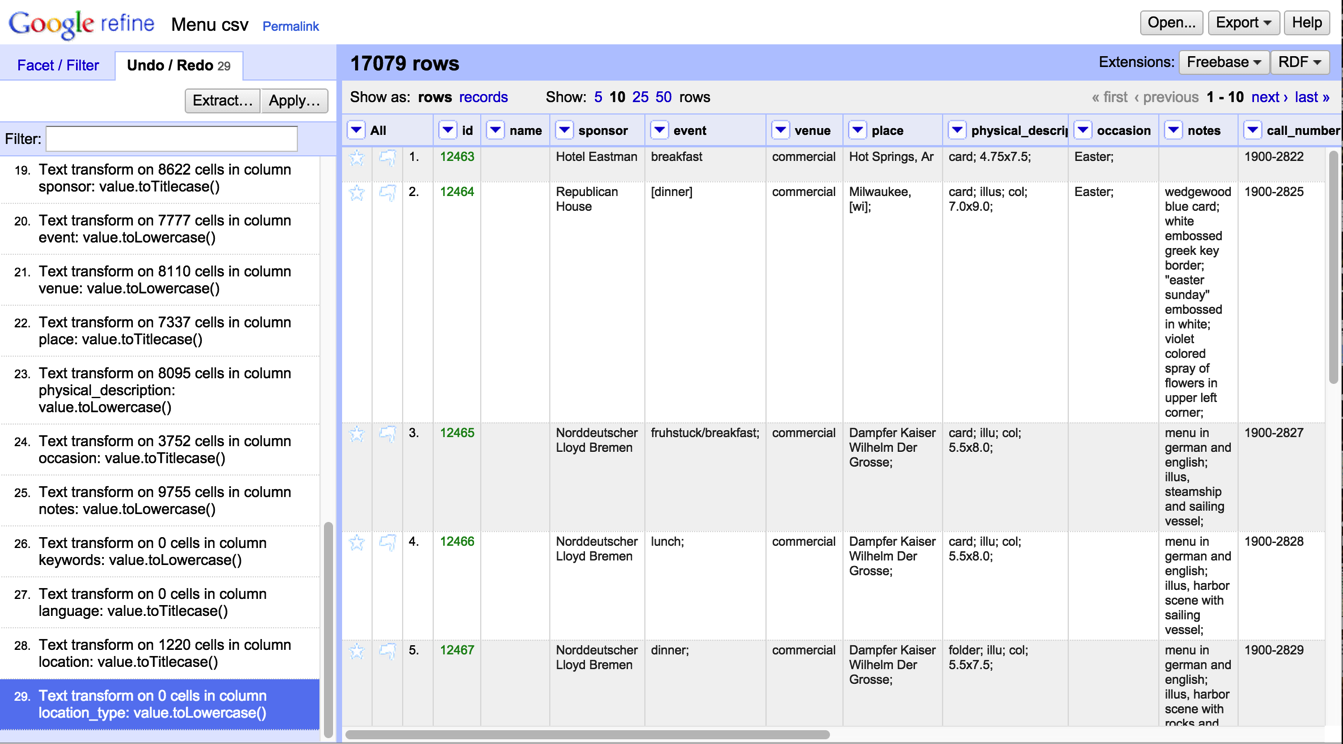 Google refine Menu csv Permalink
Open... Export Help
Facet / Filter Undo / Redo 29
Extract... Apply...
Filter:
19. Text transform on 8622 cells in column
sponsor: value.toTitlecase()
20. Text transform on 7777 cells in column
event: value.toLowercase()
21. Text transform on 8110 cells in column
venue: value.toLowercase()
22. Text transform on 7337 cells in column
place: value.toTitlecase()
23. Text transform on 8095 cells in column
physical_description:
value.toLowercase()
24. Text transform on 3752 cells in column
occasion: value.toTitlecase()
25. Text transform on 9755 cells in column
notes: value.toLowercase()
26. Text transform on 0 cells in column
keywords: value.toLowercase()
27. Text transform on 0 cells in column
language: value.toTitlecase()
28. Text transform on 1220 cells in column
location: value.toTitlecase()
29. Text transform on 0 cells in column
location_type: value.toLowercase()
17079 rows
Extensions: Freebase RDF
Show as: rows records Show: 5 10 25 50 rows
« first ‹ previous 1 - 10 next › last »
All id name sponsor event venue place physical_descrip occasion notes call_number
1. 12463 Hotel Eastman breakfast commercial Hot Springs, Ar card; 4.75x7.5; Easter; 1900-2822
2. 12464 Republican [dinner] commercial Milwaukee, card; illus; col; Easter; wedgewood 1900-2825
House [wi]; 7.0x9.0; blue card;
white
embossed
greek key
border;
"easter
sunday"
embossed
in white;
violet
colored
spray of
flowers in
upper left
corner;
3. 12465 Norddeutscher fruhstuck/breakfast; commercial Dampfer Kaiser card; illu; col; menu in 1900-2827
Lloyd Bremen Wilhelm Der 5.5x8.0; german and
Grosse; english;
illus,
steamship
and sailing
vessel;
4. 12466 Norddeutscher lunch; commercial Dampfer Kaiser card; illu; col; menu in 1900-2828
Lloyd Bremen Wilhelm Der 5.5x8.0; german and
Grosse; english;
illus, harbor
scene with
sailing
vessel;
5. 12467 Norddeutscher dinner; commercial Dampfer Kaiser folder; illu; col; menu in 1900-2829
Lloyd Bremen Wilhelm Der 5.5x7.5; german and
Grosse; english;
illus, harbor
scene with
rocks and